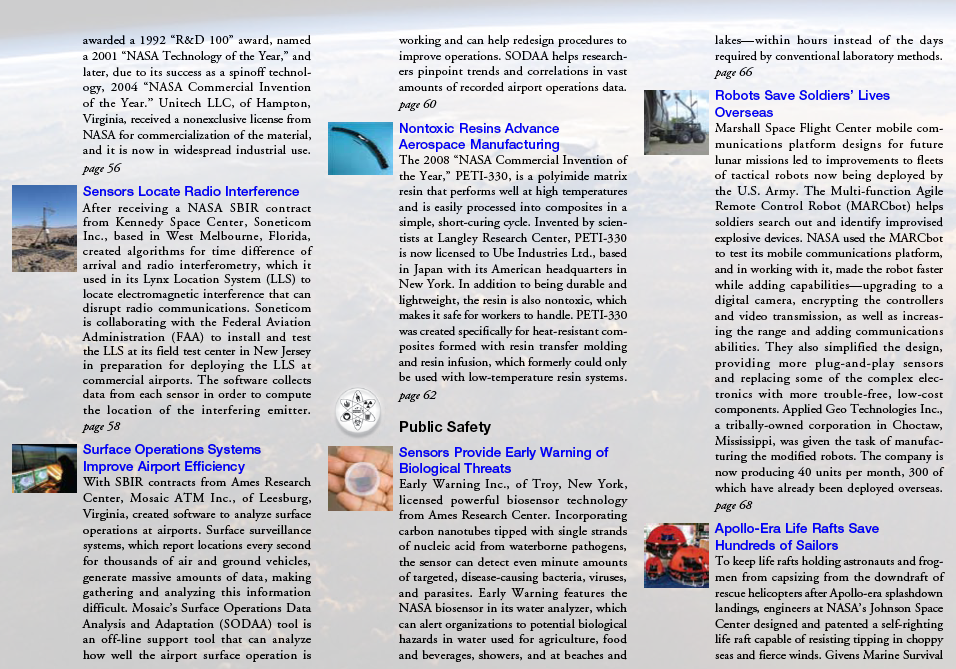 awarded a 1992 “R&D 100” award, named
a 2001 “NASA Technology of the Year,” and
later, due to its success as a spinoff technol-
ogy, 2004 “NASA Commercial Invention
of the Year.” Unitech LLC, of Hampton,
Virginia, received a nonexclusive license from
NASA for commercialization of the material,
and it is now in widespread industrial use.
page 56
Sensors Locate Radio Interference
After receiving a NASA SBIR contract
from Kennedy Space Center, Soneticom
Inc., based in West Melbourne, Florida,
created algorithms for time difference of
arrival and radio interferometry, which it
used in its Lynx Location System (LLS) to
locate electromagnetic interference that can
disrupt radio communications. Soneticom
is collaborating with the Federal Aviation
Administration (FAA) to install and test
the LLS at its field test center in New Jersey
in preparation for deploying the LLS at
commercial airports. The software collects
data from each sensor in order to compute
the location of the interfering emitter.
page 58
Surface Operations Systems
Improve Airport Efficiency
With SBIR contracts from Ames Research
Center, Mosaic ATM Inc., of Leesburg,
Virginia, created software to analyze surface
operations at airports. Surface surveillance
systems, which report locations every second
for thousands of air and ground vehicles,
generate massive amounts of data, making
gathering and analyzing this information
difficult. Mosaic’s Surface Operations Data
Analysis and Adaptation (SODAA) tool is
an off-line support tool that can analyze
how well the airport surface operation is
working and can help redesign procedures to
improve operations. SODAA helps research-
ers pinpoint trends and correlations in vast
amounts of recorded airport operations data.
page 60
Nontoxic Resins Advance
Aerospace Manufacturing
The 2008 “NASA Commercial Invention of
the Year,” PETI-330, is a polyimide matrix
resin that performs well at high temperatures
and is easily processed into composites in a
simple, short-curing cycle. Invented by scien-
tists at Langley Research Center, PETI-330
is now licensed to Ube Industries Ltd., based
in Japan with its American headquarters in
New York. In addition to being durable and
lightweight, the resin is also nontoxic, which
makes it safe for workers to handle. PETI-330
was created specifically for heat-resistant com-
posites formed with resin transfer molding
and resin infusion, which formerly could only
be used with low-temperature resin systems.
page 62
Public Safety
Sensors Provide Early Warning of
Biological Threats
Early Warning Inc., of Troy, New York,
licensed powerful biosensor technology
from Ames Research Center. Incorporating
carbon nanotubes tipped with single strands
of nucleic acid from waterborne pathogens,
the sensor can detect even minute amounts
of targeted, disease-causing bacteria, viruses,
and parasites. Early Warning features the
NASA biosensor in its water analyzer, which
can alert organizations to potential biological
hazards in water used for agriculture, food
and beverages, showers, and at beaches and
lakes—within hours instead of the days
required by conventional laboratory methods.
page 66
Robots Save Soldiers’ Lives
Overseas
Marshall Space Flight Center mobile com-
munications platform designs for future
lunar missions led to improvements to fleets
of tactical robots now being deployed by
the U.S. Army. The Multi-function Agile
Remote Control Robot (MARCbot) helps
soldiers search out and identify improvised
explosive devices. NASA used the MARCbot
to test its mobile communications platform,
and in working with it, made the robot faster
while adding capabilities—upgrading to a
digital camera, encrypting the controllers
and video transmission, as well as increas-
ing the range and adding communications
abilities. They also simplified the design,
providing more plug-and-play sensors
and replacing some of the complex elec-
tronics with more trouble-free, low-cost
components. Applied Geo Technologies Inc.,
a tribally-owned corporation in Choctaw,
Mississippi, was given the task of manufac-
turing the modified robots. The company is
now producing 40 units per month, 300 of
which have already been deployed overseas.
page 68
Apollo-Era Life Rafts Save
Hundreds of Sailors
To keep life rafts holding astronauts and frog-
men from capsizing from the downdraft of
rescue helicopters after Apollo-era splashdown
landings, engineers at NASA’s Johnson Space
Center designed and patented a self-righting
life raft capable of resisting tipping in choppy
seas and fierce winds. Givens Marine Survival